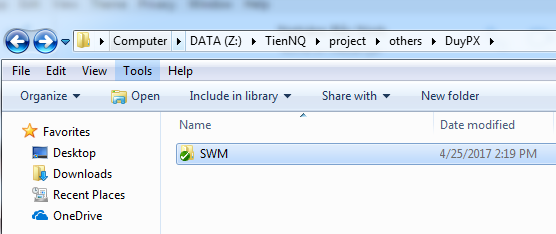 Computer DATA (Z:) TienNQ project others DuyPX
File Edit View Tools Help
Organize Open Include in library Share with New folder
Name Date modified
Favorites
SWM 4/25/2017 2:19 PM
Desktop
Downloads
Recent Places
OneDrive